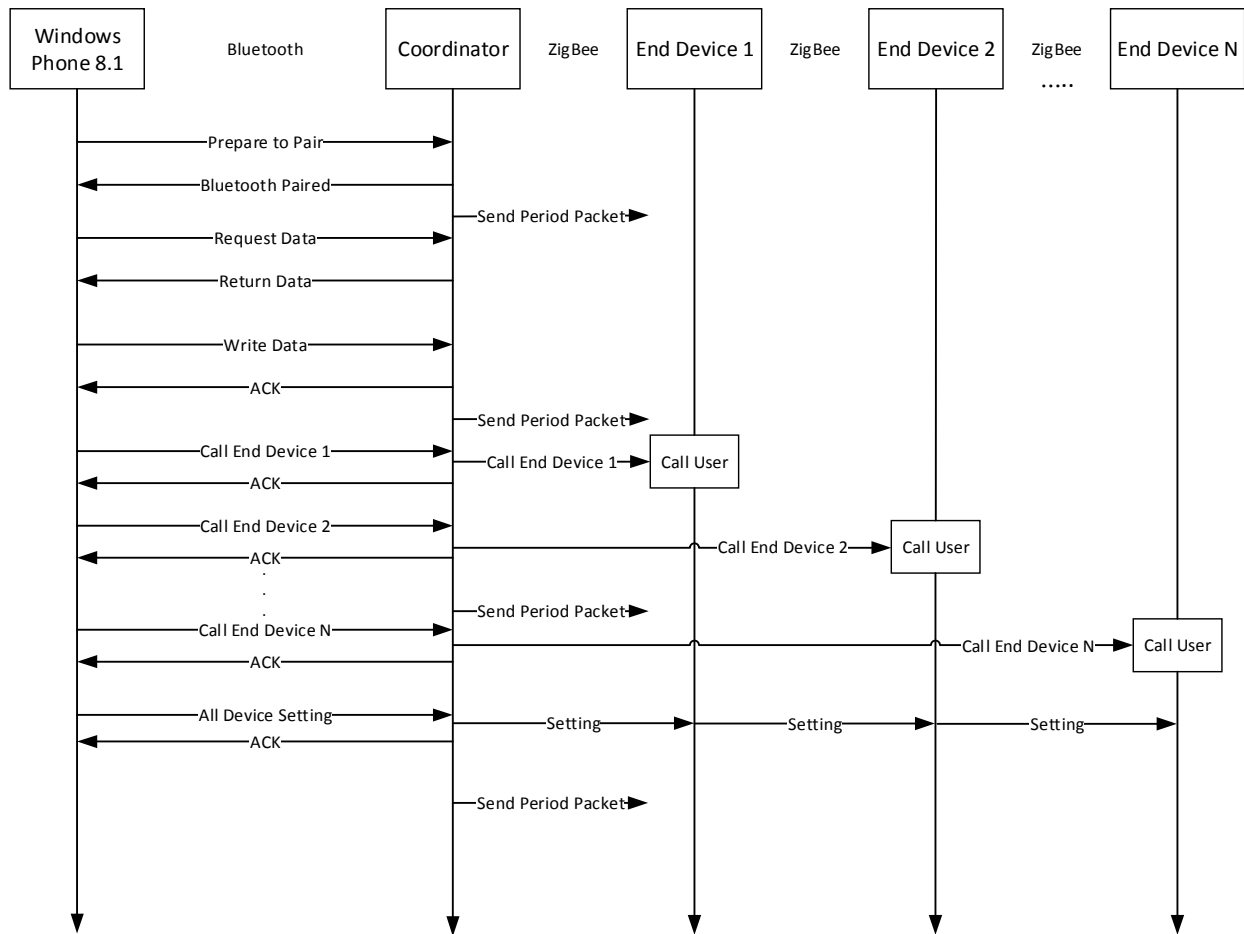 Windows
Phone 8.1
Bluetooth
Coordinator
ZigBee
End Device 1
ZigBee
End Device 2
ZigBee
.....
End Device N
Prepare to Pair
Bluetooth Paired
Send Period Packet
Request Data
Return Data
Write Data
ACK
Send Period Packet
Call End Device 1
Call End Device 1
Call User
ACK
Call End Device 2
Call End Device 2
Call User
ACK
.
.
.
Send Period Packet
Call End Device N
Call End Device N
Call User
ACK
All Device Setting
Setting
Setting
Setting
ACK
Send Period Packet